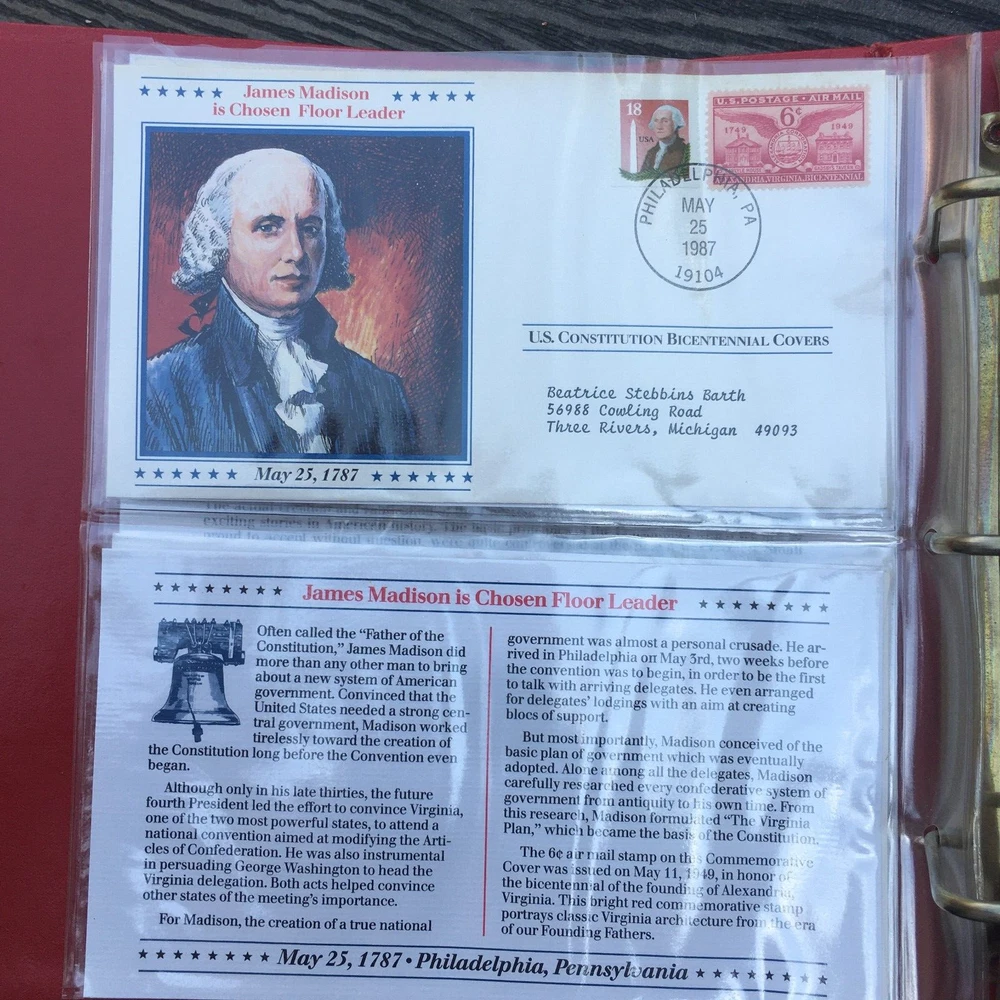 James Madison
is Chosen Floor Leader
18
USA
U.S. POSTAGE • AIR MAIL
6¢
1749
1949
ALEXANDRIA, VIRGINIA, BICENTENNIAL
PHILADELPHIA, PA
MAY
25
1987
19104
U.S. CONSTITUTION BICENTENNIAL COVERS
Beatrice Stebbins Barth
56988 Cowling Road
Three Rivers, Michigan 49093
May 25, 1787
exciting stories in American history. The
James Madison is Chosen Floor Leader
Often called the “Father of the
Constitution,” James Madison did
more than any other man to bring
about a new system of American
government. Convinced that the
United States needed a strong cen-
tral government, Madison worked
tirelessly toward the creation of
the Constitution long before the Convention even
began.
Although only in his late thirties, the future
fourth President led the effort to convince Virginia,
one of the two most powerful states, to attend a
national convention aimed at modifying the Arti-
cles of Confederation. He was also instrumental
in persuading George Washington to head the
Virginia delegation. Both acts helped convince
other states of the meeting’s importance.
For Madison, the creation of a true national
government was almost a personal crusade. He ar-
rived in Philadelphia on May 3rd, two weeks before
the convention was to begin, in order to be the first
to talk with arriving delegates. He even arranged
for delegates’ lodgings with an aim at creating
blocs of support.
But most importantly, Madison conceived of the
basic plan of government which was eventually
adopted. Alone among all the delegates, Madison
carefully researched every confederative system of
government from antiquity to his own time. From
this research, Madison formulated “The Virginia
Plan,” which became the basis of the Constitution.
The 6¢ air mail stamp on this Commemorative
Cover was issued on May 11, 1949, in honor of
the bicentennial of the founding of Alexandria,
Virginia. This bright red commemorative stamp
portrays classic Virginia architecture from the era
of our Founding Fathers.
May 25, 1787 • Philadelphia, Pennsylvania